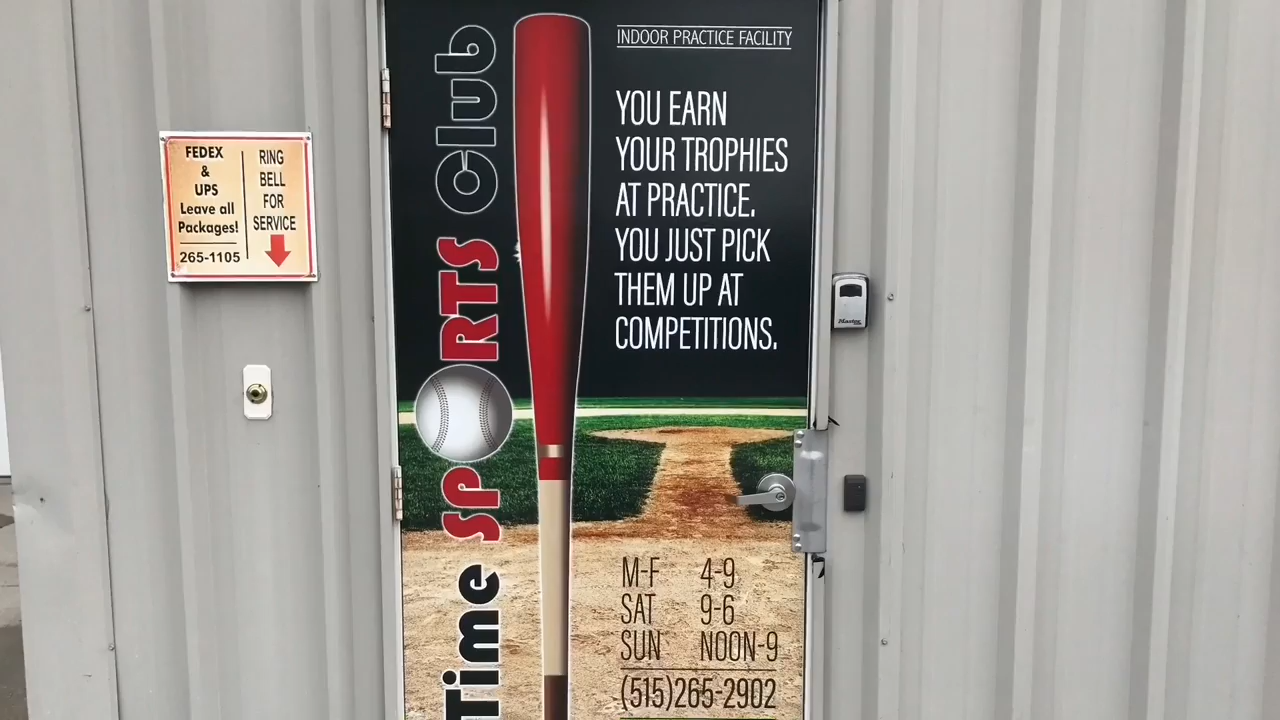 FEDEX
&
UPS
Leave all
Packages!
265-1105
RING
BELL
FOR
SERVICE
Time SPORTS Club
INDOOR PRACTICE FACILITY
YOU EARN
YOUR TROPHIES
AT PRACTICE.
YOU JUST PICK
THEM UP AT
COMPETITIONS.
Master
M-F 4-9
SAT 9-6
SUN NOON-9
(515)265-2902